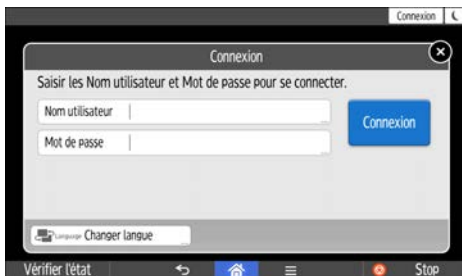 Connexion
Connexion
Saisir les Nom utilisateur et Mot de passe pour se connecter.
Nom utilisateur
Connexion
Mot de passe
Language Changer langue
Vérifier l'état
Stop